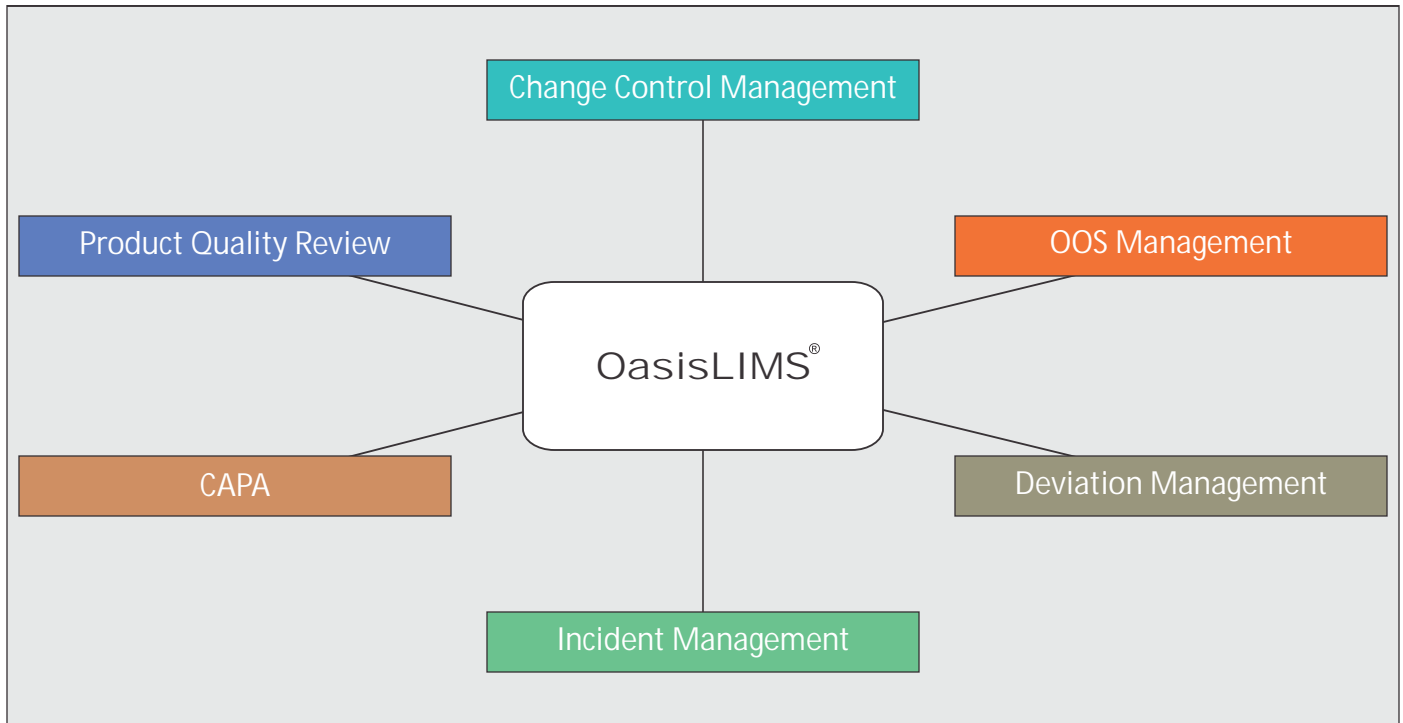 Change Control Management
Product Quality Review
OOS Management
OasisLIMS®
CAPA
Deviation Management
Incident Management